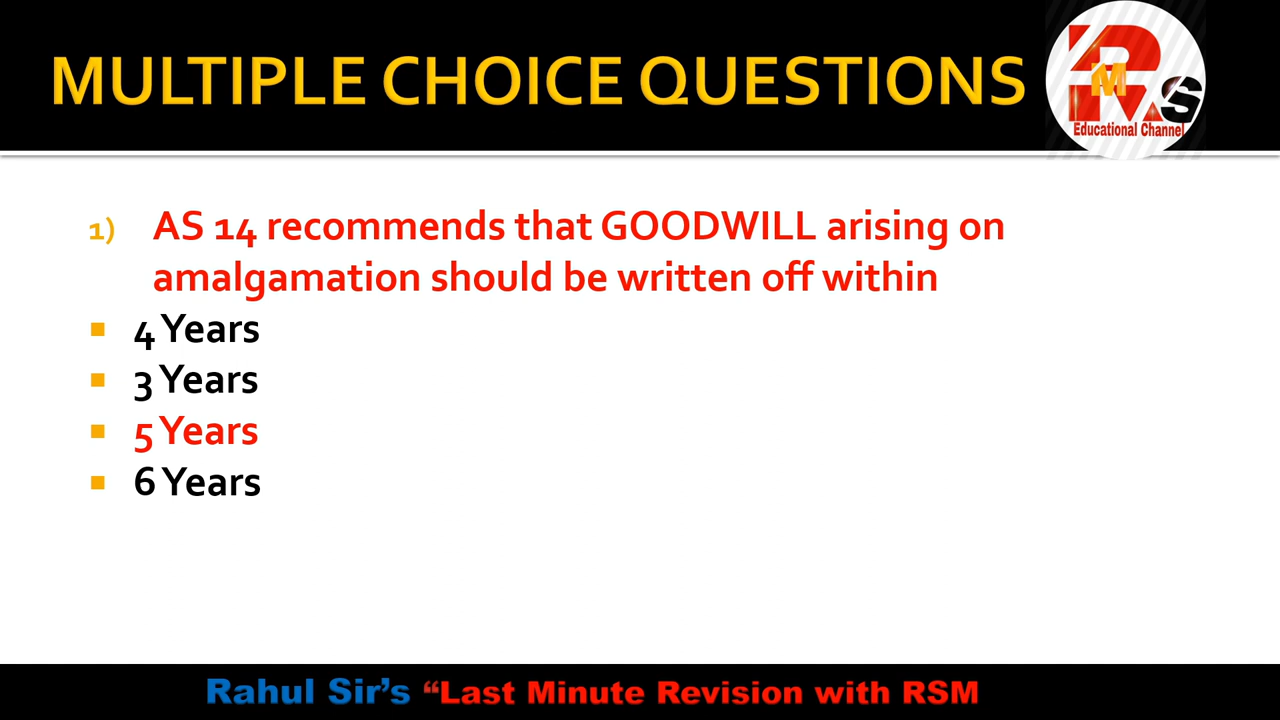 MULTIPLE CHOICE QUESTIONS
RMS
Educational Channel
1) AS 14 recommends that GOODWILL arising on
amalgamation should be written off within
4 Years
3 Years
5 Years
6 Years
Rahul Sir's “Last Minute Revision with RSM